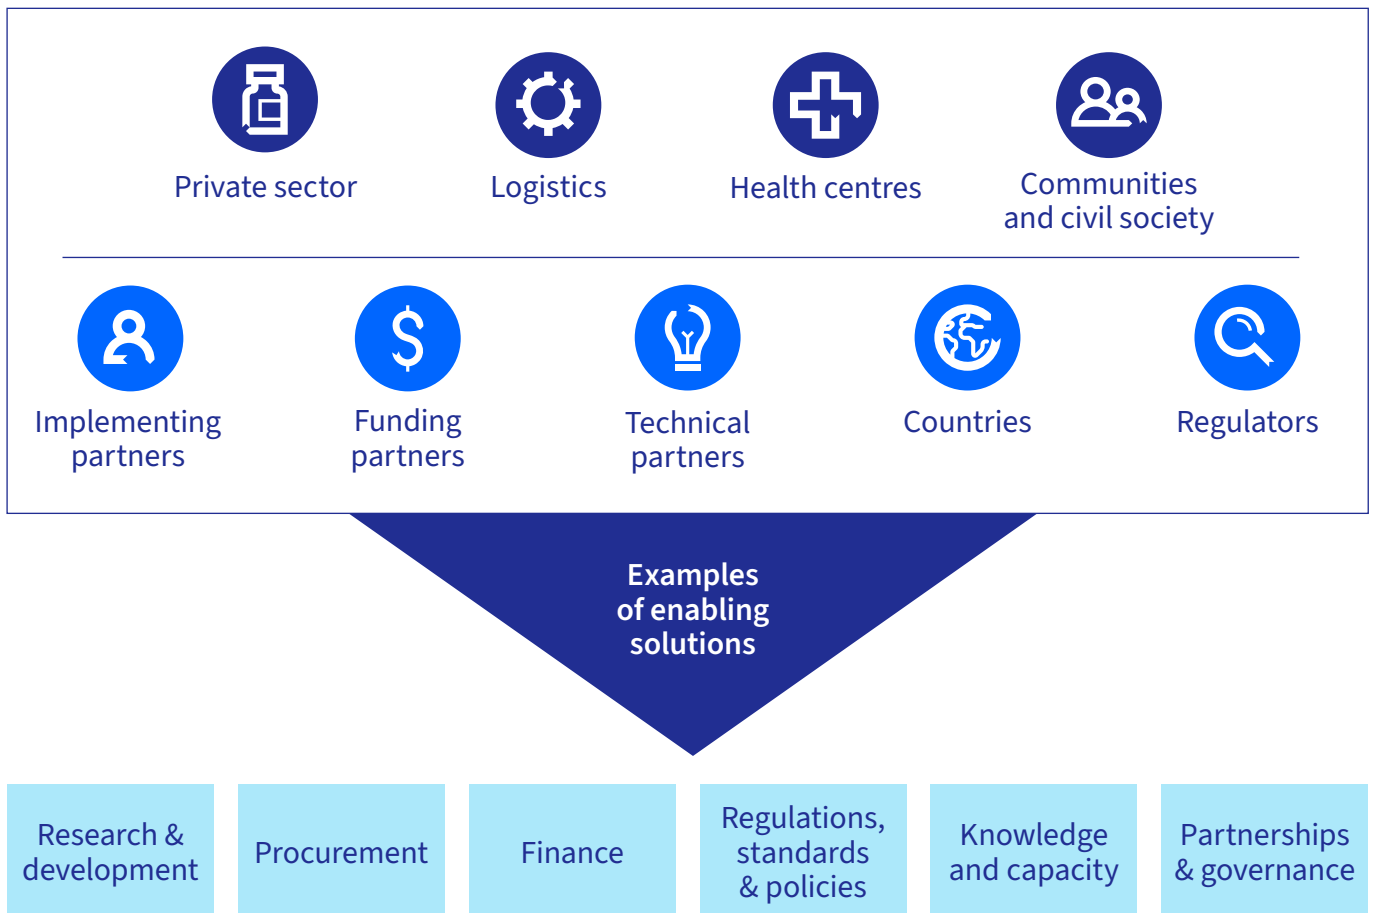 Private sector
Logistics
Health centres
Communities
and civil society
Implementing
partners
Funding
partners
Technical
partners
Countries
Regulators
Examples
of enabling
solutions
Research &
development
Procurement
Finance
Regulations,
standards
& policies
Knowledge
and capacity
Partnerships
& governance